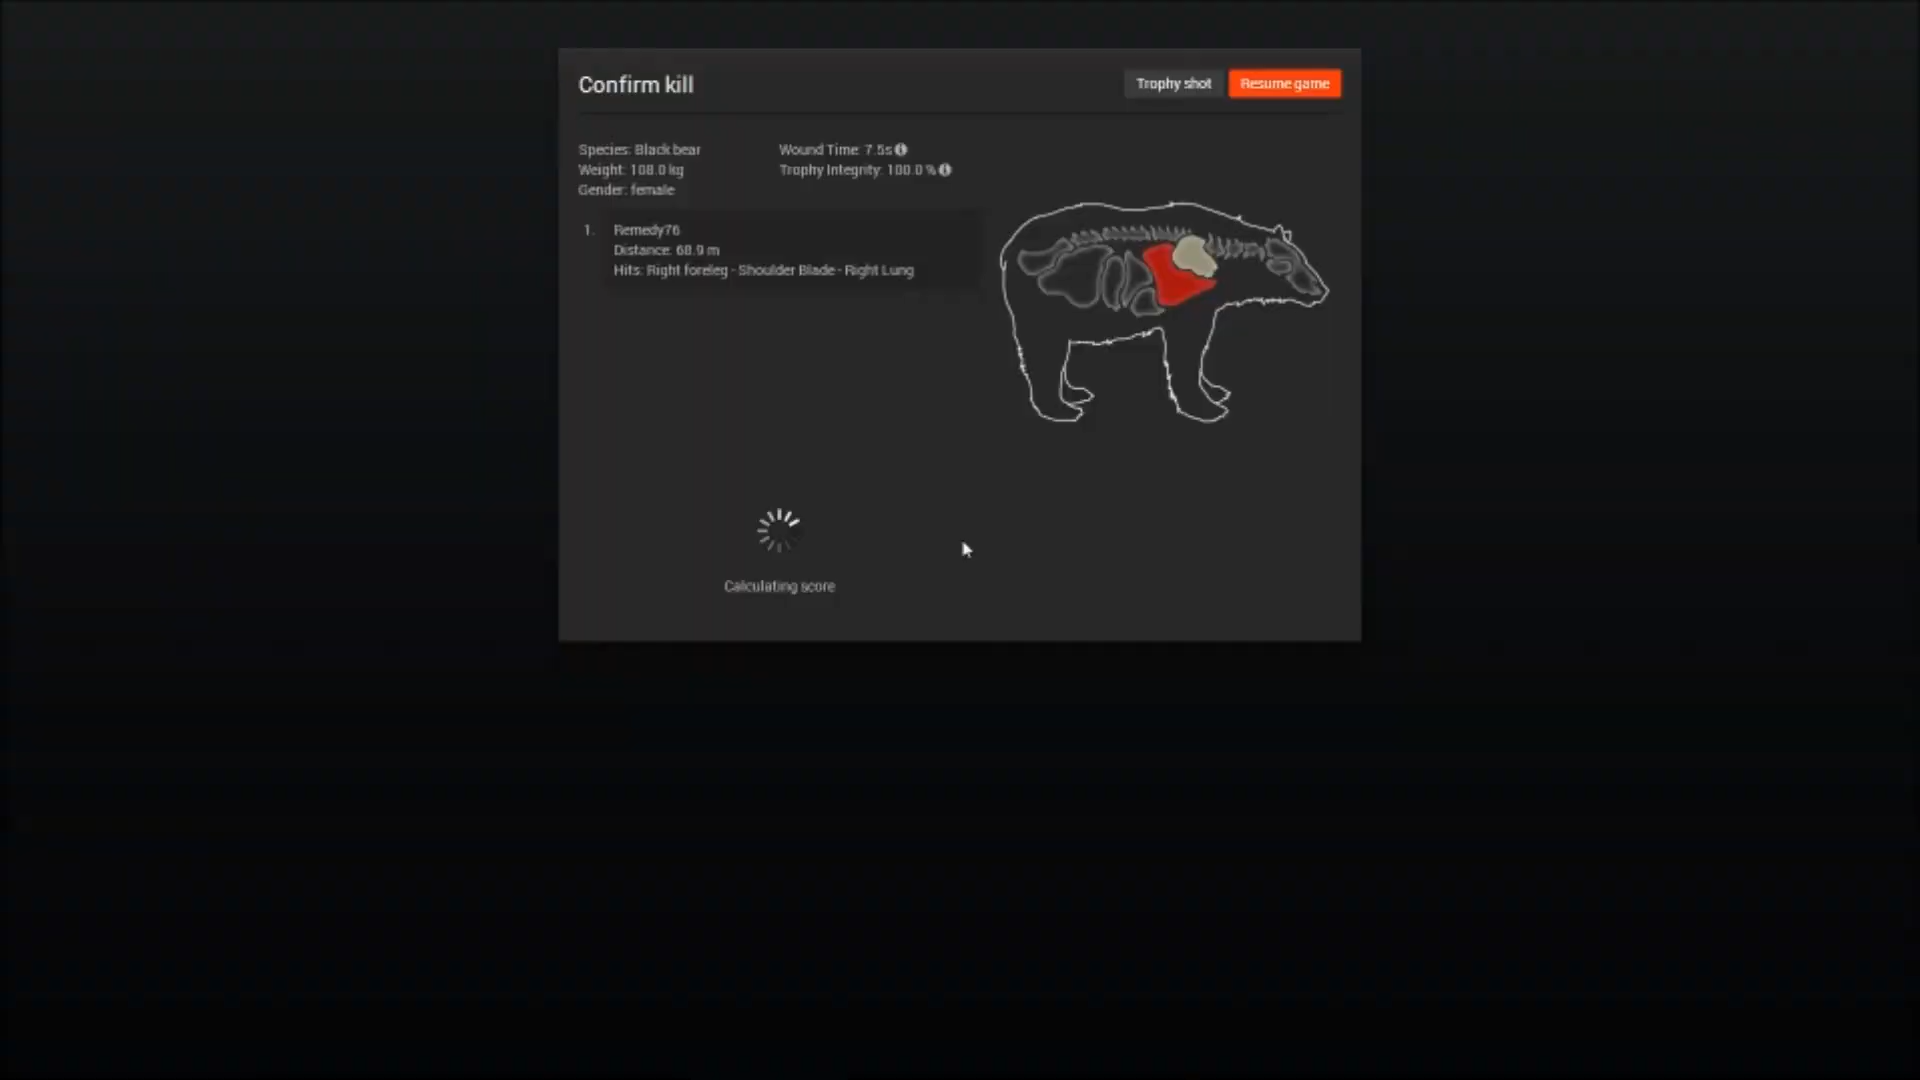 Confirm kill
Trophy shot
Resume game
Species: Black bear
Weight: 108.0 kg
Gender: female
Wound Time: 7.5s
Trophy Integrity: 100.0 %
1. Remedy76
Distance: 68.9 m
Hits: Right foreleg - Shoulder Blade - Right Lung
Calculating score